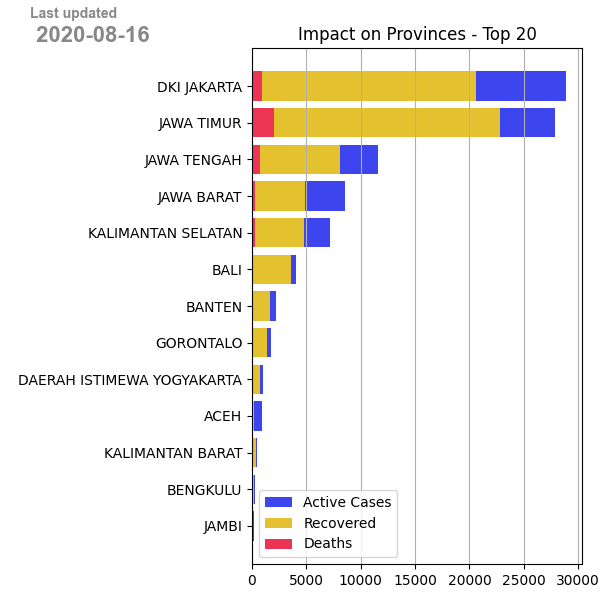 Last updated
2020-08-16
Impact on Provinces - Top 20
DKI JAKARTA
JAWA TIMUR
JAWA TENGAH
JAWA BARAT
KALIMANTAN SELATAN
BALI
BANTEN
GORONTALO
DAERAH ISTIMEWA YOGYAKARTA
ACEH
KALIMANTAN BARAT
BENGKULU
JAMBI
Active Cases
Recovered
Deaths
0 5000 10000 15000 20000 25000 30000